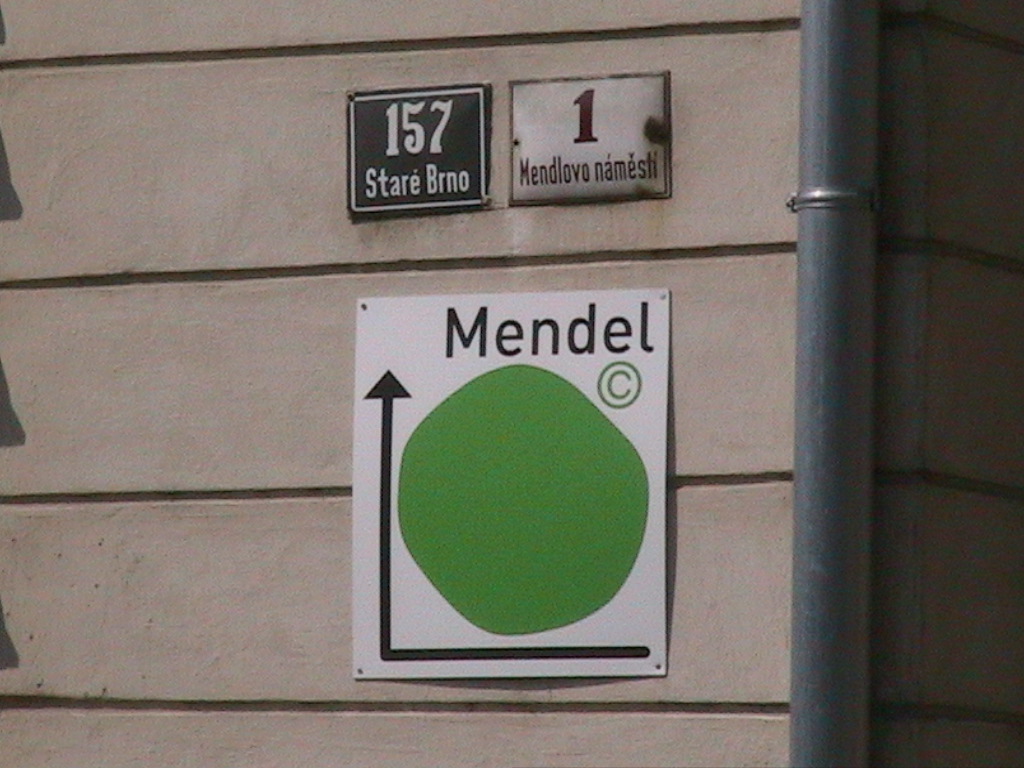 157
Staré Brno
1
Mendlovo náměstí
Mendel
©